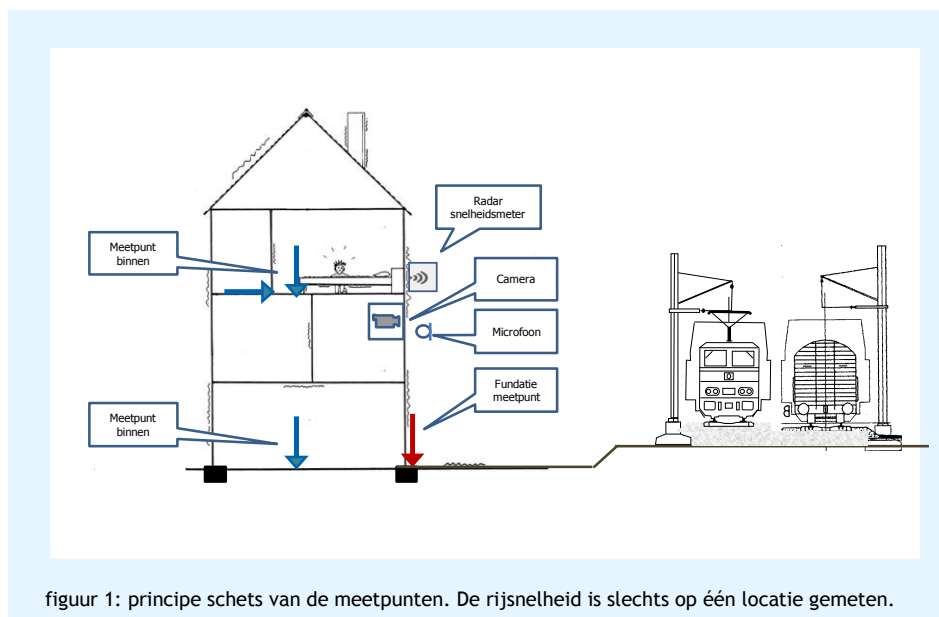 Radar
snelheidsmeter
Meetpunt
binnen
Camera
Microfoon
Fundatie
meetpunt
Meetpunt
binnen
figuur 1: principe schets van de meetpunten. De rijsnelheid is slechts op één locatie gemeten.